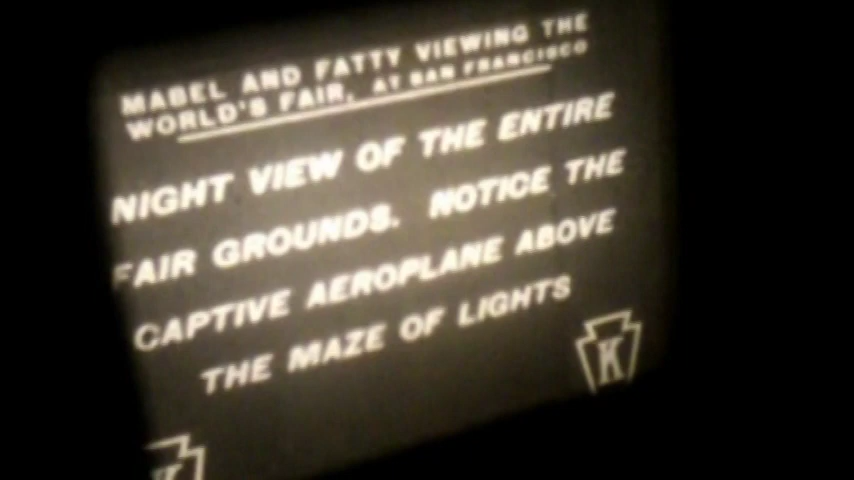 MABEL AND FATTY VIEWING THE
WORLD'S FAIR, AT SAN FRANCISCO
NIGHT VIEW OF THE ENTIRE
FAIR GROUNDS. NOTICE THE
CAPTIVE AEROPLANE ABOVE
THE MAZE OF LIGHTS
K
K